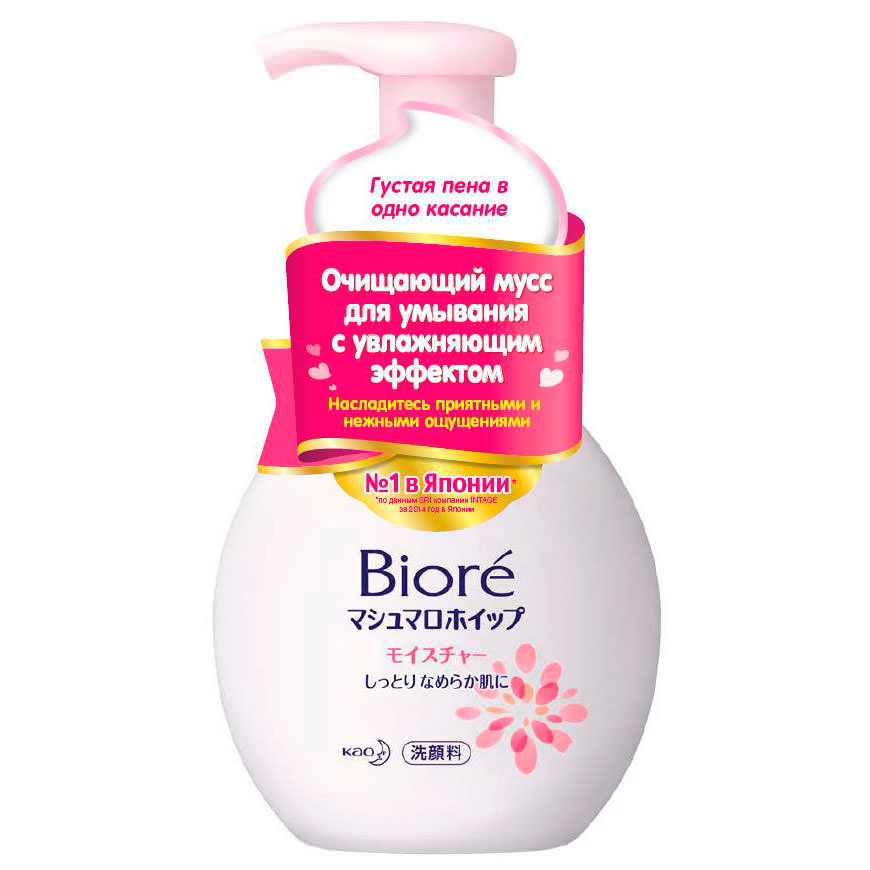 Густая пена в
одно касание
Очищающий мусс
для умывания
с увлажняющим
эффектом
Насладитесь приятными и
нежными ощущениями
№1 в Японии*
*по данным SRI компании INTAGE
за 2014 год в Японии
Bioré
マシュマロホイップ
モイスチャー
しっとりなめらか肌に
Kao 洗顔料